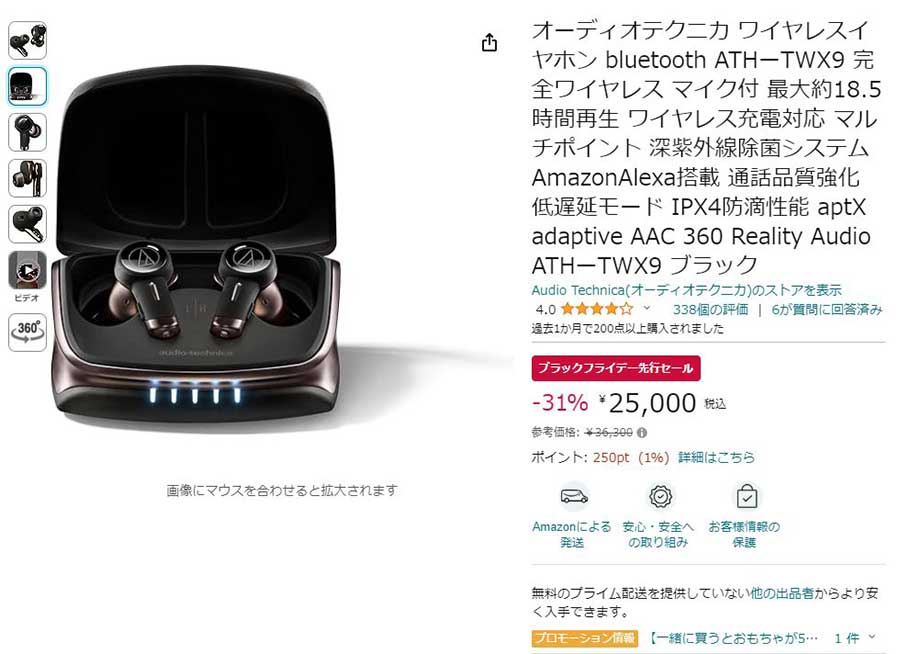 オーディオテクニカ ワイヤレスイ
ヤホン bluetooth ATHーTWX9 完
全ワイヤレス マイク付 最大約18.5
時間再生 ワイヤレス充電対応 マル
チポイント 深紫外線除菌システム
AmazonAlexa搭載 通話品質強化
低遅延モード IPX4防滴性能 aptX
adaptive AAC 360 Reality Audio
ATHーTWX9 ブラック
Audio Technica(オーディオテクニカ)のストアを表示
4.0 338個の評価 | 6が質問に回答済み
過去1か月で200点以上購入されました
ビデオ
360°
L R
audio-technica
画像にマウスを合わせると拡大されます
ブラックフライデー先行セール
-31% ¥25,000 税込
参考価格: ¥36,300
ポイント: 250pt (1%) 詳細はこちら
Amazonによる
発送
安心・安全へ
の取り組み
お客様情報の
保護
無料のプライム配送を提供していない他の出品者からより安
く入手できます。
プロモーション情報 【一緒に買うとおもちゃが5… 1 件